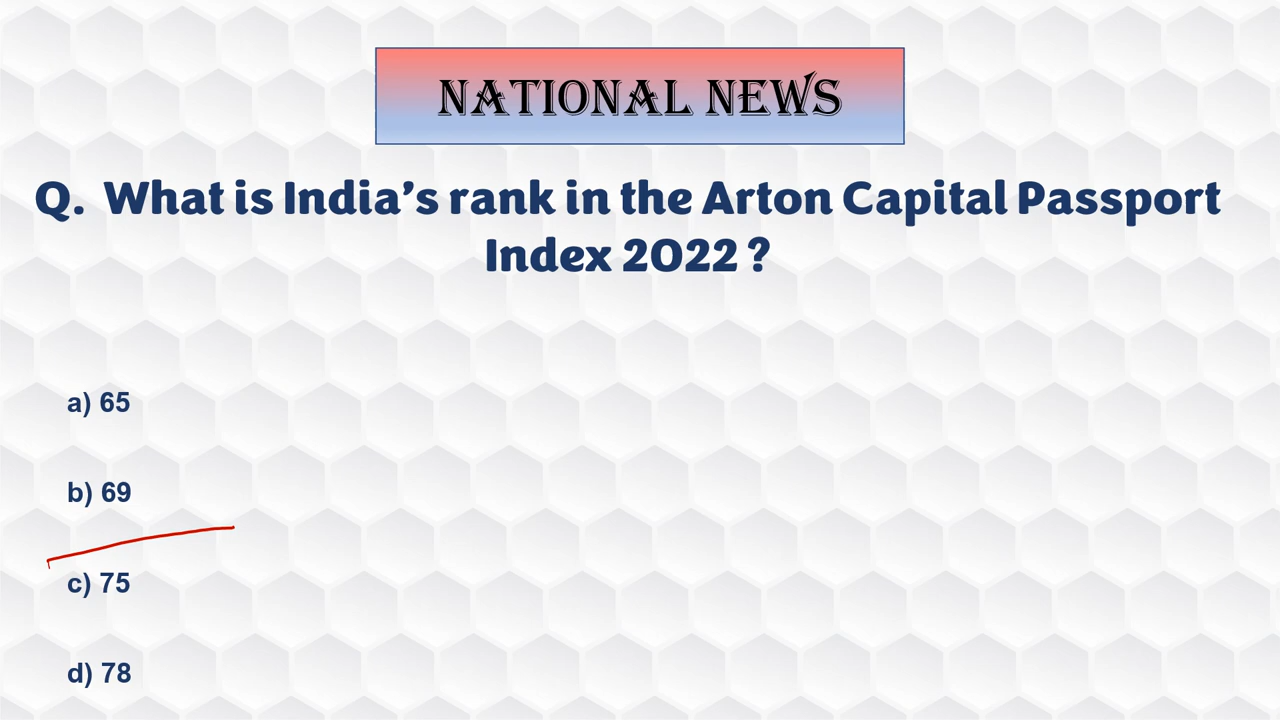 NATIONAL NEWS
Q. What is India's rank in the Arton Capital Passport
Index 2022 ?
a) 65
b) 69
c) 75
d) 78